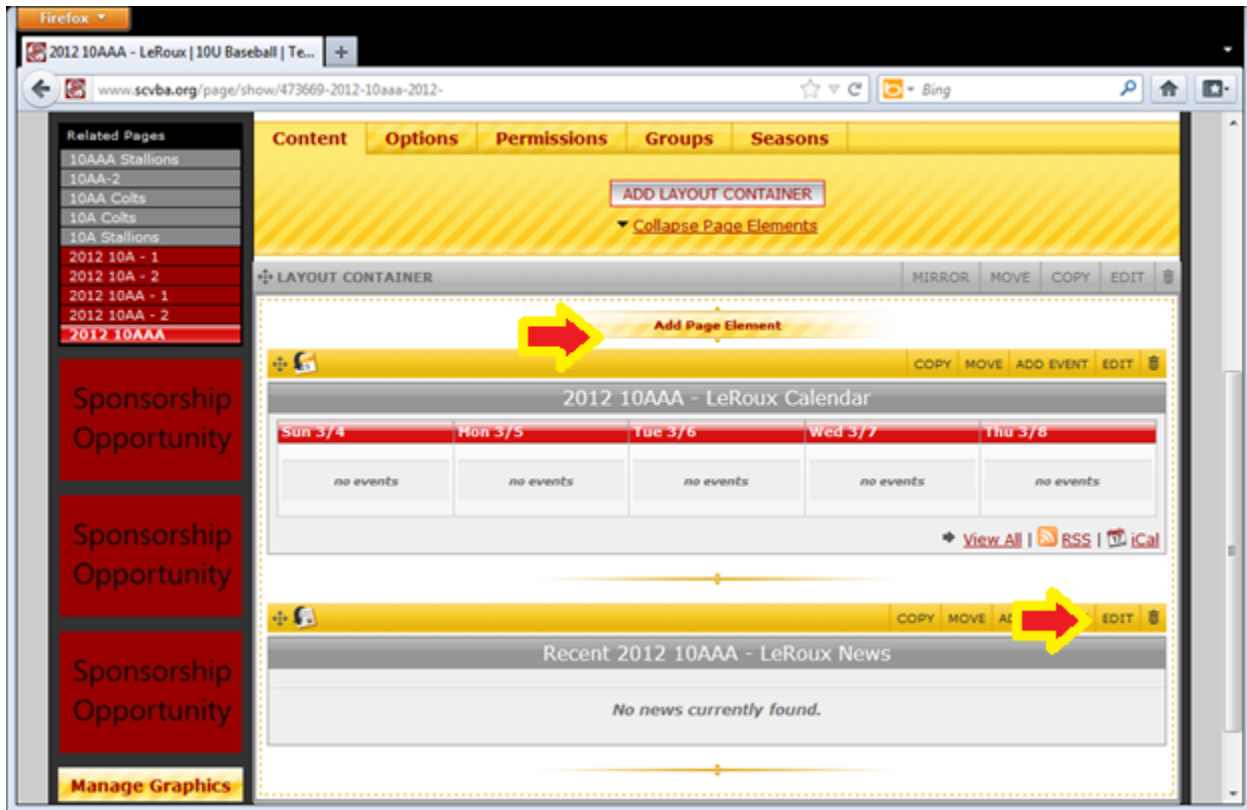 Firefox
2012 10AAA - LeRoux | 10U Baseball | Te...
www.scvba.org/page/show/473669-2012-10aaa-2012-
Bing
Related Pages
10AAA Stallions
10AA-2
10AA Colts
10A Colts
10A Stallions
2012 10A - 1
2012 10A - 2
2012 10AA - 1
2012 10AA - 2
2012 10AAA
Sponsorship
Opportunity
Sponsorship
Opportunity
Sponsorship
Opportunity
Manage Graphics
Content Options Permissions Groups Seasons
ADD LAYOUT CONTAINER
Collapse Page Elements
LAYOUT CONTAINER MIRROR MOVE COPY EDIT
Add Page Element
COPY MOVE ADD EVENT EDIT
2012 10AAA - LeRoux Calendar
Sun 3/4 Mon 3/5 Tue 3/6 Wed 3/7 Thu 3/8
no events no events no events no events no events
View All | RSS | iCal
COPY MOVE EDIT
Recent 2012 10AAA - LeRoux News
No news currently found.